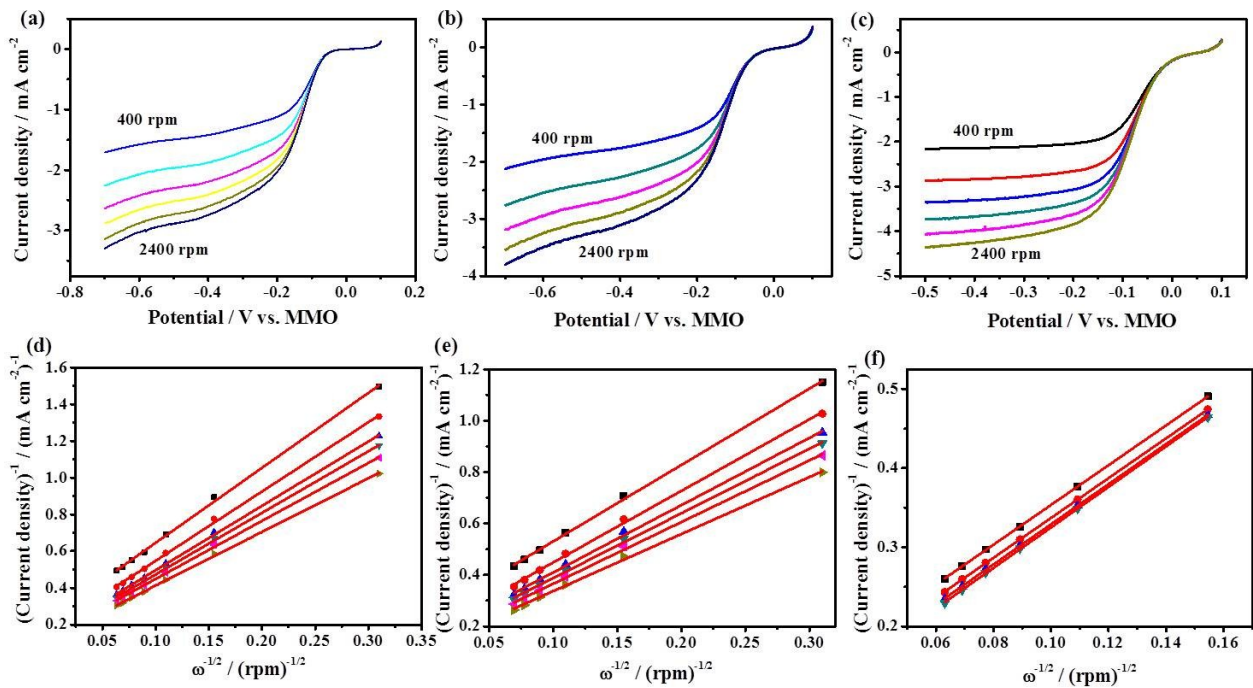 (a)
Current density / mA cm⁻²
0
-1
-2
-3
400 rpm
2400 rpm
-0.8 -0.6 -0.4 -0.2 0.0 0.2
Potential / V vs. MMO
(b)
Current density / mA cm⁻²
0
-1
-2
-3
-4
400 rpm
2400 rpm
-0.6 -0.4 -0.2 0.0
Potential / V vs. MMO
(c)
Current density / mA cm⁻²
0
-1
-2
-3
-4
-5
400 rpm
2400 rpm
-0.5 -0.4 -0.3 -0.2 -0.1 0.0 0.1
Potential / V vs. MMO
(d)
(Current density)⁻¹ / (mA cm⁻²)⁻¹
1.6
1.4
1.2
1.0
0.8
0.6
0.4
0.2
0.05 0.10 0.15 0.20 0.25 0.30 0.35
ω⁻¹/² / (rpm)⁻¹/²
(e)
(Current density)⁻¹ / (mA cm⁻²)⁻¹
1.2
1.0
0.8
0.6
0.4
0.2
0.05 0.10 0.15 0.20 0.25 0.30
ω⁻¹/² / (rpm)⁻¹/²
(f)
(Current density)⁻¹ / (mA cm⁻²)⁻¹
0.5
0.4
0.3
0.2
0.06 0.08 0.10 0.12 0.14 0.16
ω⁻¹/² / (rpm)⁻¹/²